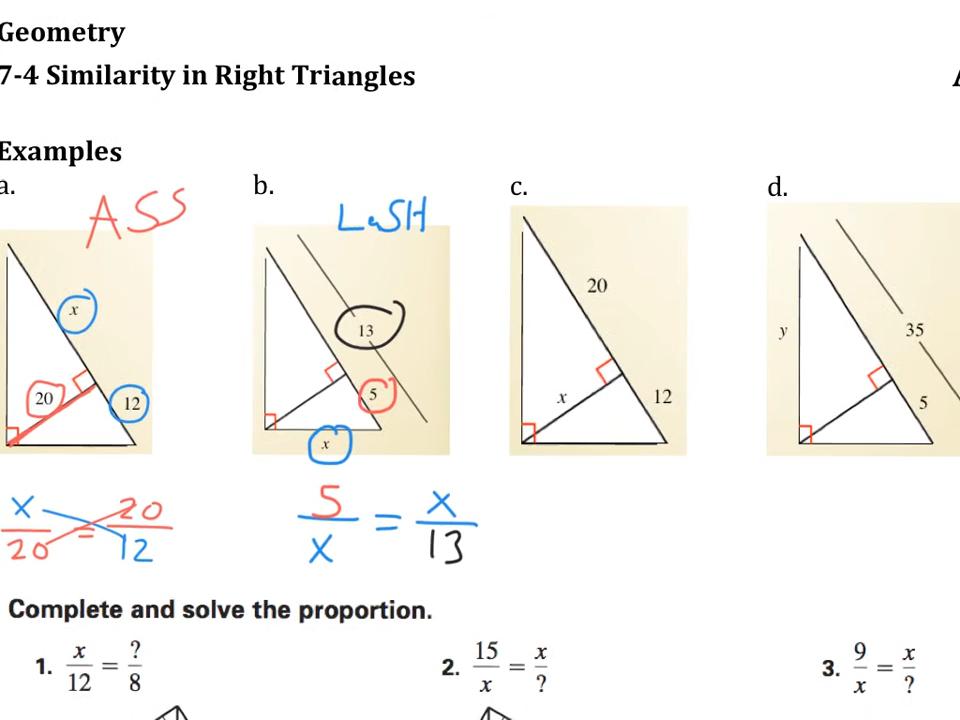 Geometry
7-4 Similarity in Right Triangles
Examples
a.
ASS
x
20
12
x/20 = 20/12
b.
LSH
13
5
x
5/x = x/13
c.
20
x
12
d.
y
35
5
Complete and solve the proportion.
1. x/12 = ?/8
2. 15/x = x/?
3. 9/x = x/?